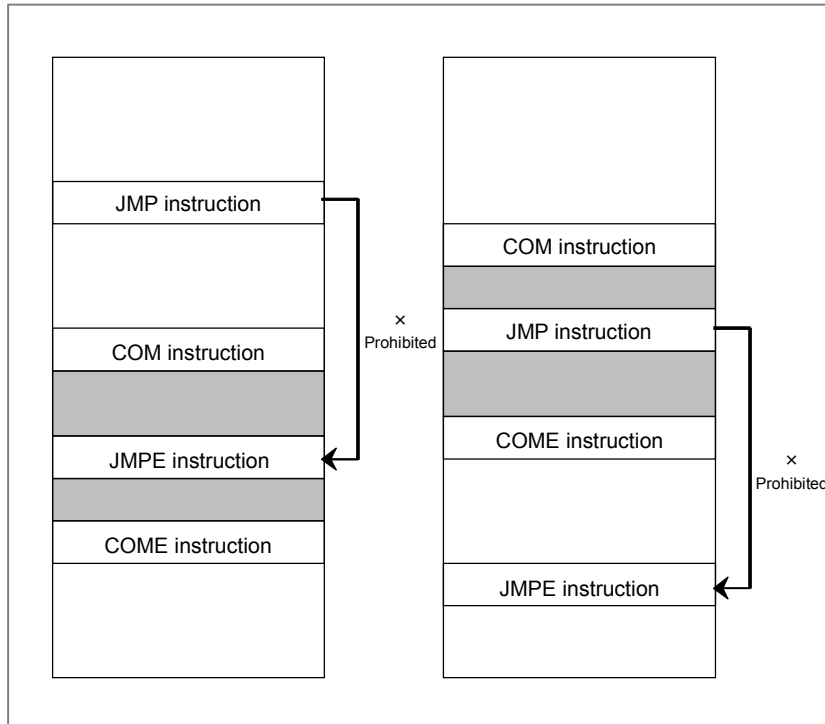 JMP instruction
COM instruction
JMPE instruction
COME instruction
×
Prohibited
COM instruction
JMP instruction
COME instruction
JMPE instruction
×
Prohibited